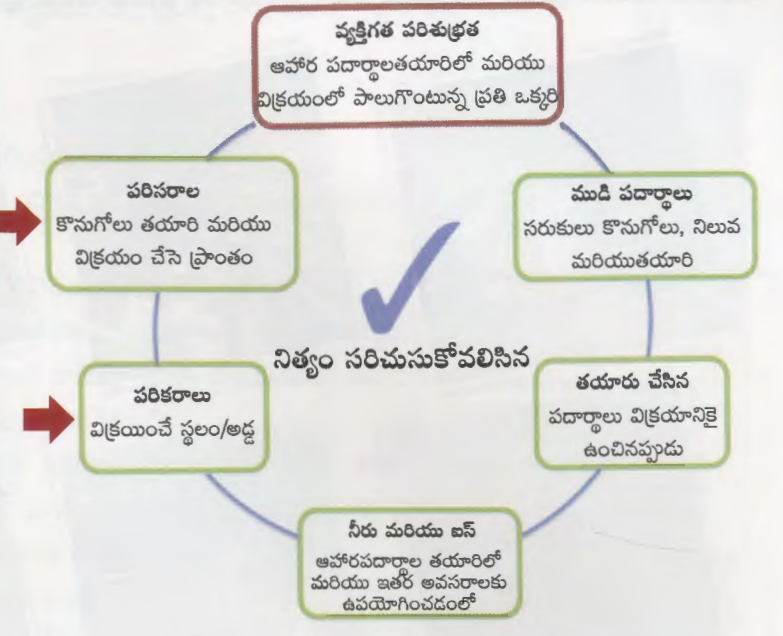 వ్యక్తిగత పరిశుభ్రత
ఆహార పదార్థాలతయారిలో మరియు
విక్రయంలో పాలుగొంటున్న ప్రతి ఒక్కరి
ముడి పదార్థాలు
సరుకులు కొనుగోలు, నిలువ
మరియుతయారి
తయారు చేసిన
పదార్థాలు విక్రయానికై
ఉంచినప్పుడు
నీరు మరియు ఐస్
ఆహారపదార్థాల తయారిలో
మరియు ఇతర అవసరాలకు
ఉపయోగించడంలో
పరికరాలు
విక్రయించే స్థలం/అడ్డ
పరిసరాల
కొనుగోలు తయారి మరియు
విక్రయం చేసె ప్రాంతం
నిత్యం సరిచుసుకోవలిసిన